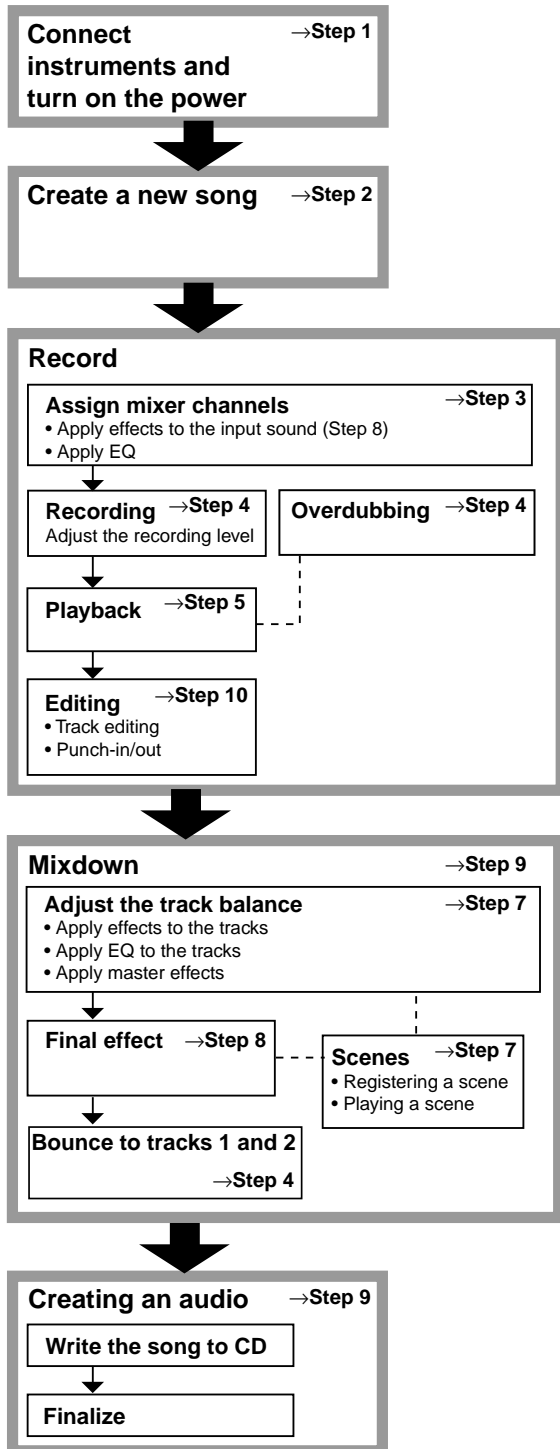 Connect →Step 1
instruments and
turn on the power
Create a new song →Step 2
Record
Assign mixer channels →Step 3
• Apply effects to the input sound (Step 8)
• Apply EQ
Recording →Step 4
Adjust the recording level
Overdubbing →Step 4
Playback →Step 5
Editing →Step 10
• Track editing
• Punch-in/out
Mixdown →Step 9
Adjust the track balance →Step 7
• Apply effects to the tracks
• Apply EQ to the tracks
• Apply master effects
Final effect →Step 8
Scenes →Step 7
• Registering a scene
• Playing a scene
Bounce to tracks 1 and 2
→Step 4
Creating an audio →Step 9
Write the song to CD
Finalize